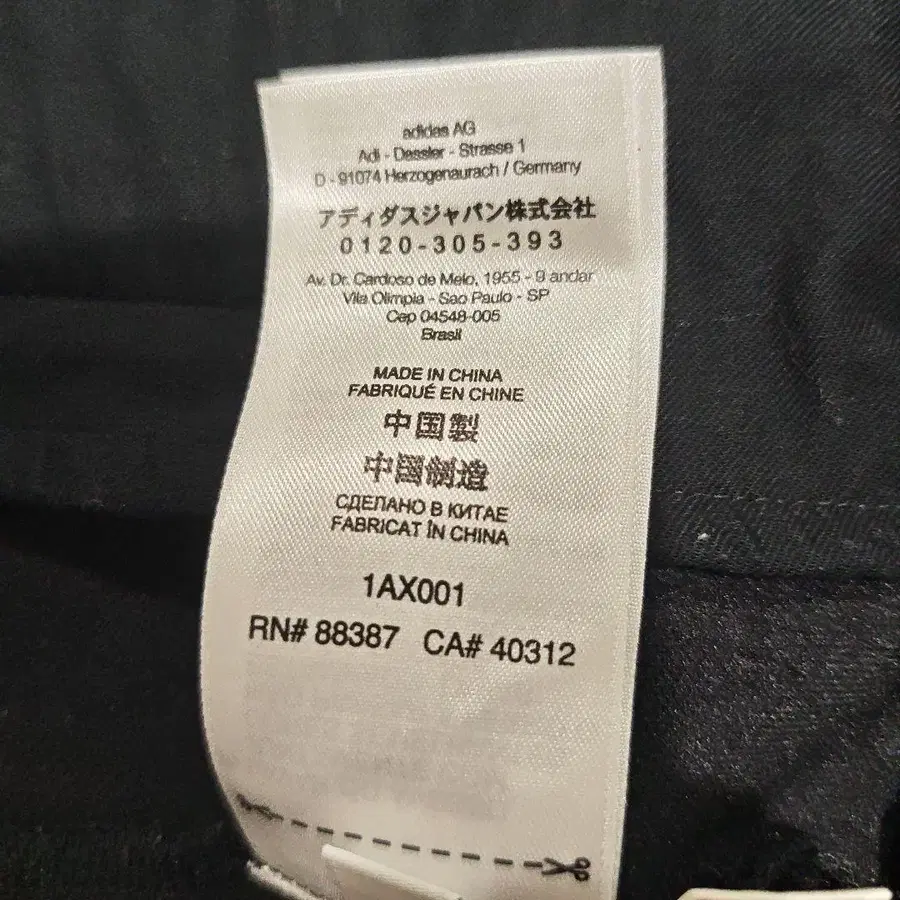 adidas AG
Adi - Dassler - Strasse 1
D - 91074 Herzogenaurach / Germany
アディダスジャパン株式会社
0120-305-393
Av. Dr. Cardoso de Melo, 1955 - 9 andar
Vila Olimpia - Sao Paulo - SP
Cep 04548-005
Brasil
MADE IN CHINA
FABRIQUÉ EN CHINE
中国製
中国制造
СДЕЛАНО В КИТАЕ
FABRICAT ÎN CHINA
1AX001
RN# 88387 CA# 40312